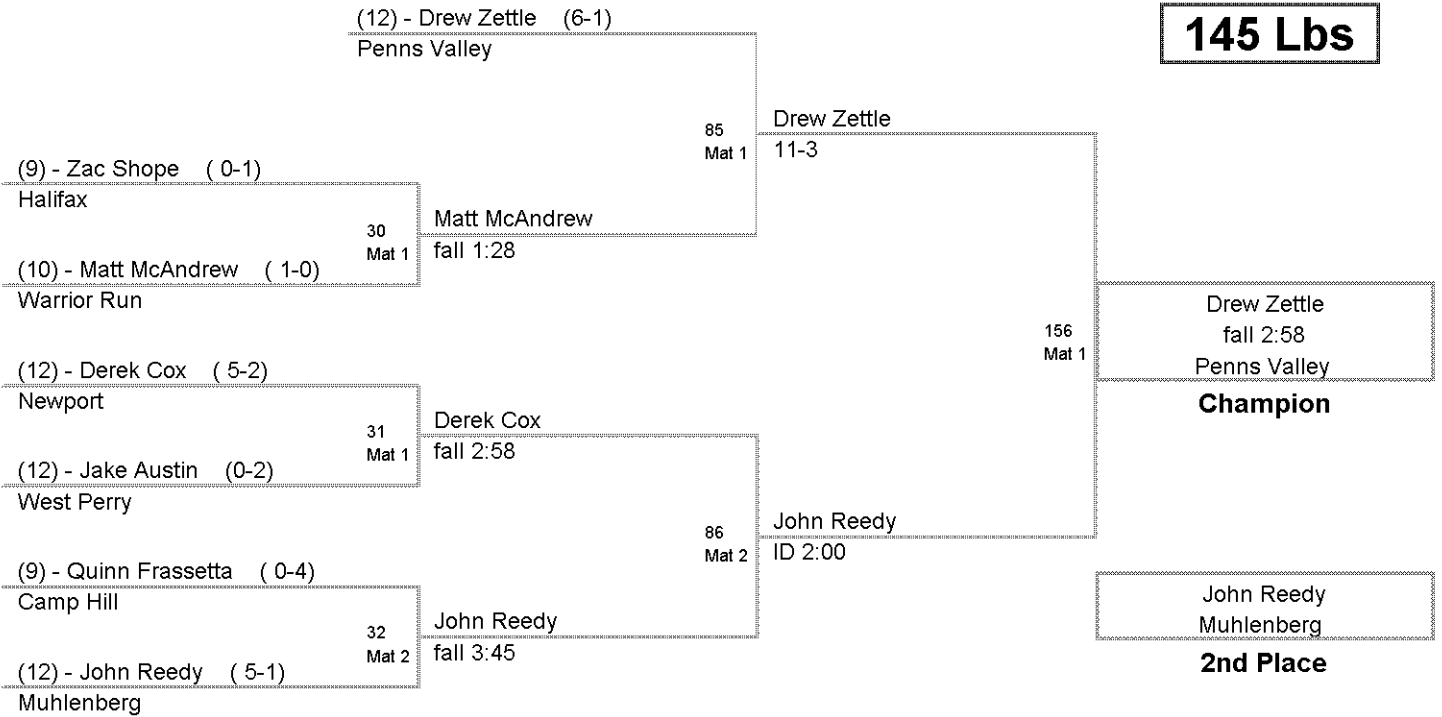 (12) - Drew Zettle (6-1)
Penns Valley
145 Lbs
Drew Zettle
11-3
85
Mat 1
(9) - Zac Shope ( 0-1)
Halifax
Matt McAndrew
fall 1:28
30
Mat 1
(10) - Matt McAndrew ( 1-0)
Warrior Run
Drew Zettle
fall 2:58
Penns Valley
Champion
156
Mat 1
(12) - Derek Cox ( 5-2)
Newport
Derek Cox
fall 2:58
31
Mat 1
(12) - Jake Austin (0-2)
West Perry
John Reedy
ID 2:00
86
Mat 2
(9) - Quinn Frassetta ( 0-4)
Camp Hill
John Reedy
fall 3:45
32
Mat 2
(12) - John Reedy ( 5-1)
Muhlenberg
John Reedy
Muhlenberg
2nd Place